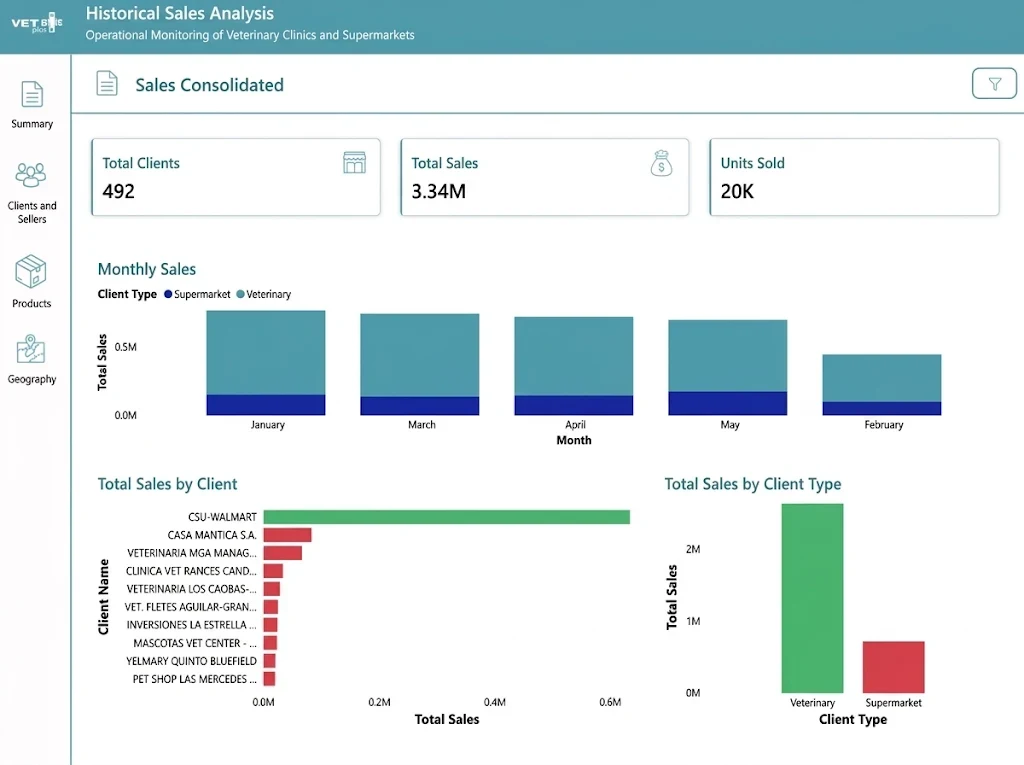 VET
plus
Historical Sales Analysis
Operational Monitoring of Veterinary Clinics and Supermarkets
Summary
Clients and
Sellers
Products
Geography
Sales Consolidated
Total Clients
492
Total Sales
3.34M
$
Units Sold
20K
Monthly Sales
Client Type Supermarket Veterinary
Total Sales
0.5M
0.0M
January March April May February
Month
Total Sales by Client
Client Name
CSU-WALMART
CASA MANTICA S.A.
VETERINARIA MGA MANAG...
CLINICA VET RANCES CAND...
VETERINARIA LOS CAOBAS-...
VET. FLETES AGUILAR-GRAN...
INVERSIONES LA ESTRELLA ...
MASCOTAS VET CENTER - ...
YELMARY QUINTO BLUEFIELD
PET SHOP LAS MERCEDES ...
0.0M 0.2M 0.4M 0.6M
Total Sales
Total Sales by Client Type
Total Sales
2M
1M
0M
Veterinary Supermarket
Client Type